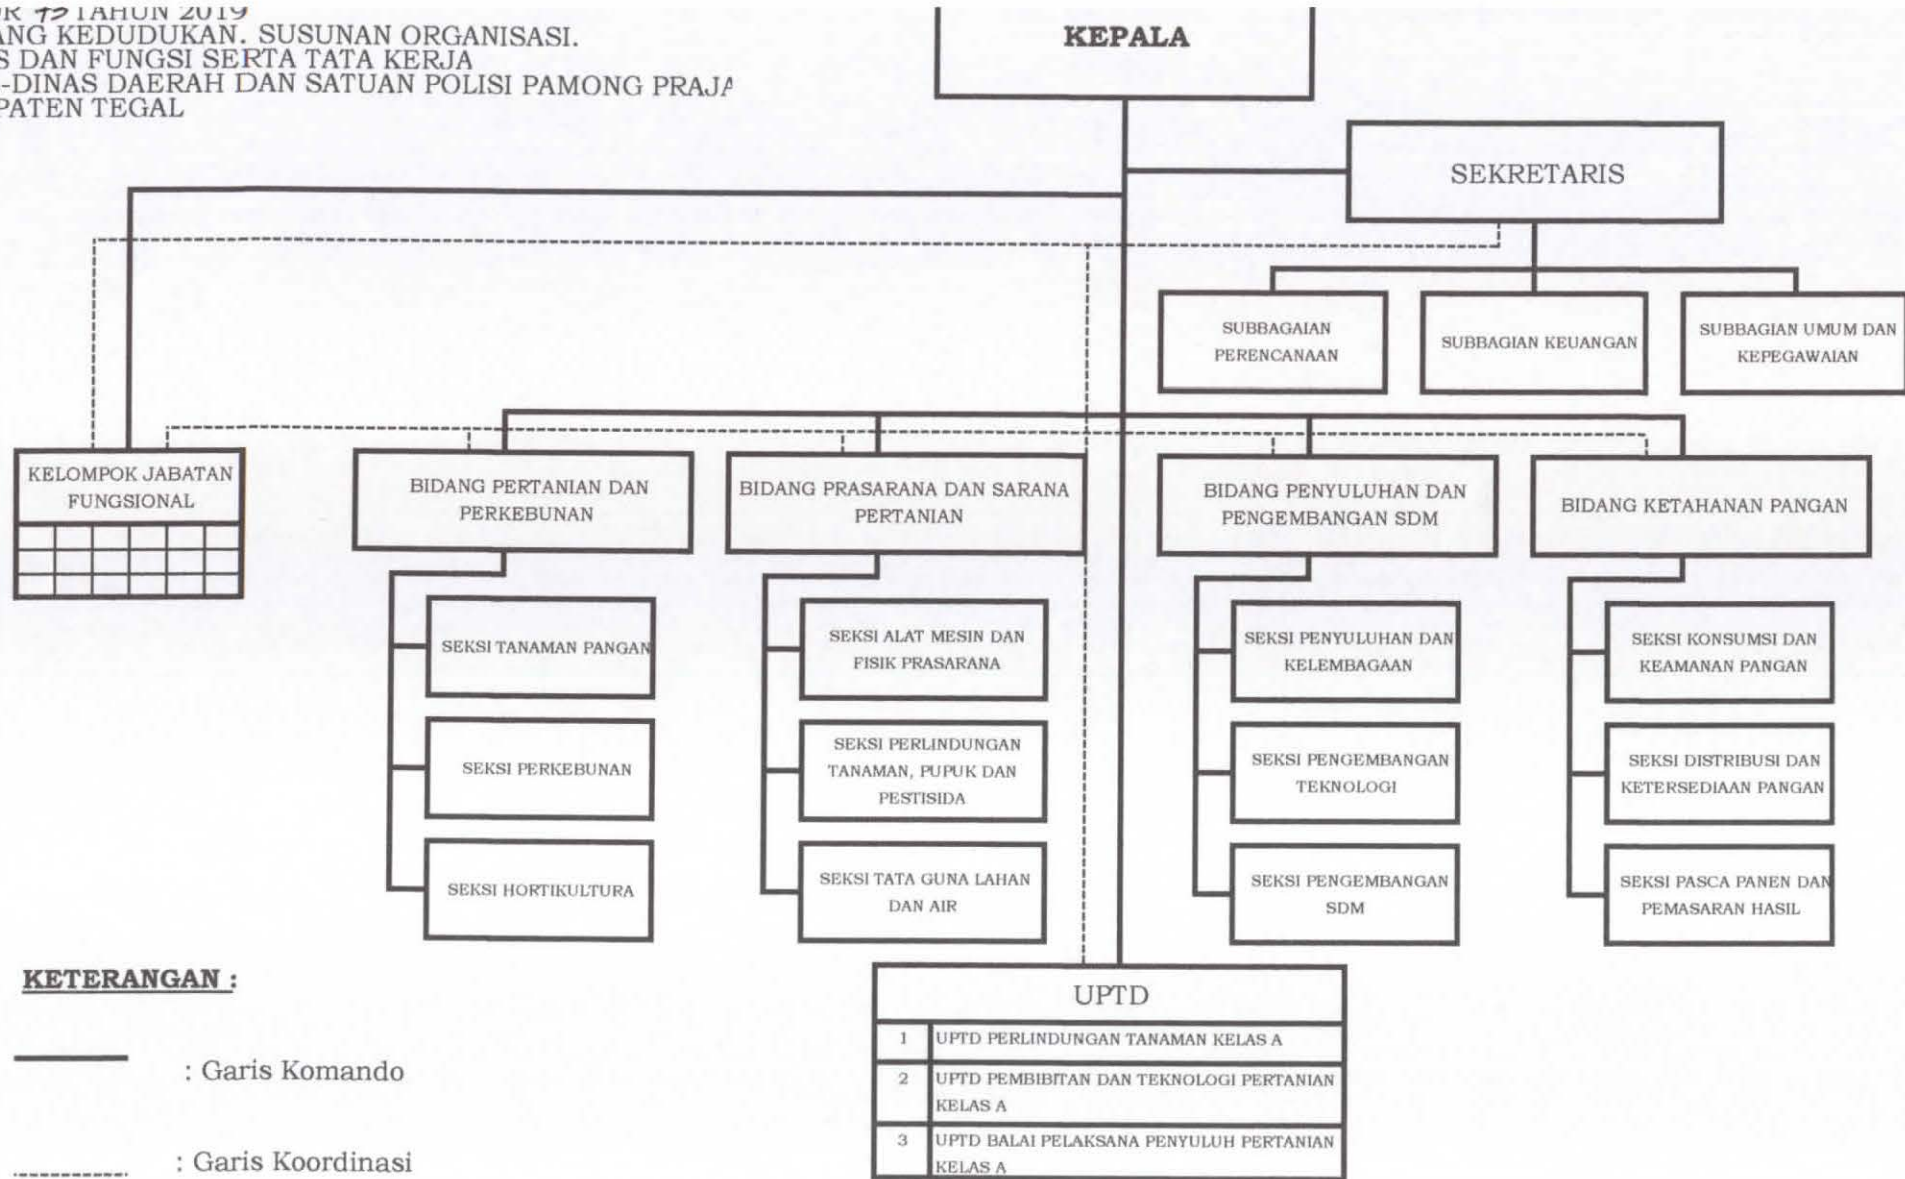 TAHUN 2019
KEDUDUKAN. SUSUNAN ORGANISASI.
DAN FUNGSI SERTA TATA KERJA
-DINAS DAERAH DAN SATUAN POLISI PAMONG PRAJA
TEGAL
KEPALA
SEKRETARIS
SUBBAGAIAN
PERENCANAAN
SUBBAGIAN KEUANGAN
SUBBAGIAN UMUM DAN
KEPEGAWAIAN
KELOMPOK JABATAN
FUNGSIONAL
BIDANG PERTANIAN DAN
PERKEBUNAN
BIDANG PRASARANA DAN SARANA
PERTANIAN
BIDANG PENYULUHAN DAN
PENGEMBANGAN SDM
BIDANG KETAHANAN PANGAN
SEKSI TANAMAN PANGAN
SEKSI PERKEBUNAN
SEKSI HORTIKULTURA
SEKSI ALAT MESIN DAN
FISIK PRASARANA
SEKSI PERLINDUNGAN
TANAMAN, PUPUK DAN
PESTISIDA
SEKSI TATA GUNA LAHAN
DAN AIR
SEKSI PENYULUHAN DAN
KELEMBAGAAN
SEKSI PENGEMBANGAN
TEKNOLOGI
SEKSI PENGEMBANGAN
SDM
SEKSI KONSUMSI DAN
KEAMANAN PANGAN
SEKSI DISTRIBUSI DAN
KETERSEDIAAN PANGAN
SEKSI PASCA PANEN DAN
PEMASARAN HASIL
UPTD
1 UPTD PERLINDUNGAN TANAMAN KELAS A
2 UPTD PEMBIBITAN DAN TEKNOLOGI PERTANIAN
KELAS A
3 UPTD BALAI PELAKSANA PENYULUH PERTANIAN
KELAS A
KETERANGAN :
: Garis Komando
: Garis Koordinasi